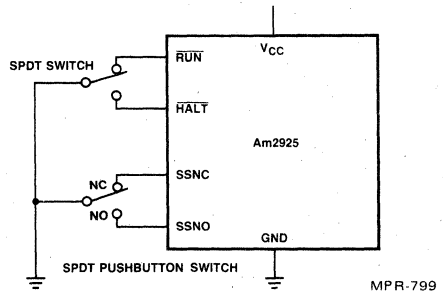 VCC
SPDT SWITCH
RUN
HALT
Am2925
NC
SSNC
NO
SSNO
GND
SPDT PUSHBUTTON SWITCH
MPR-799